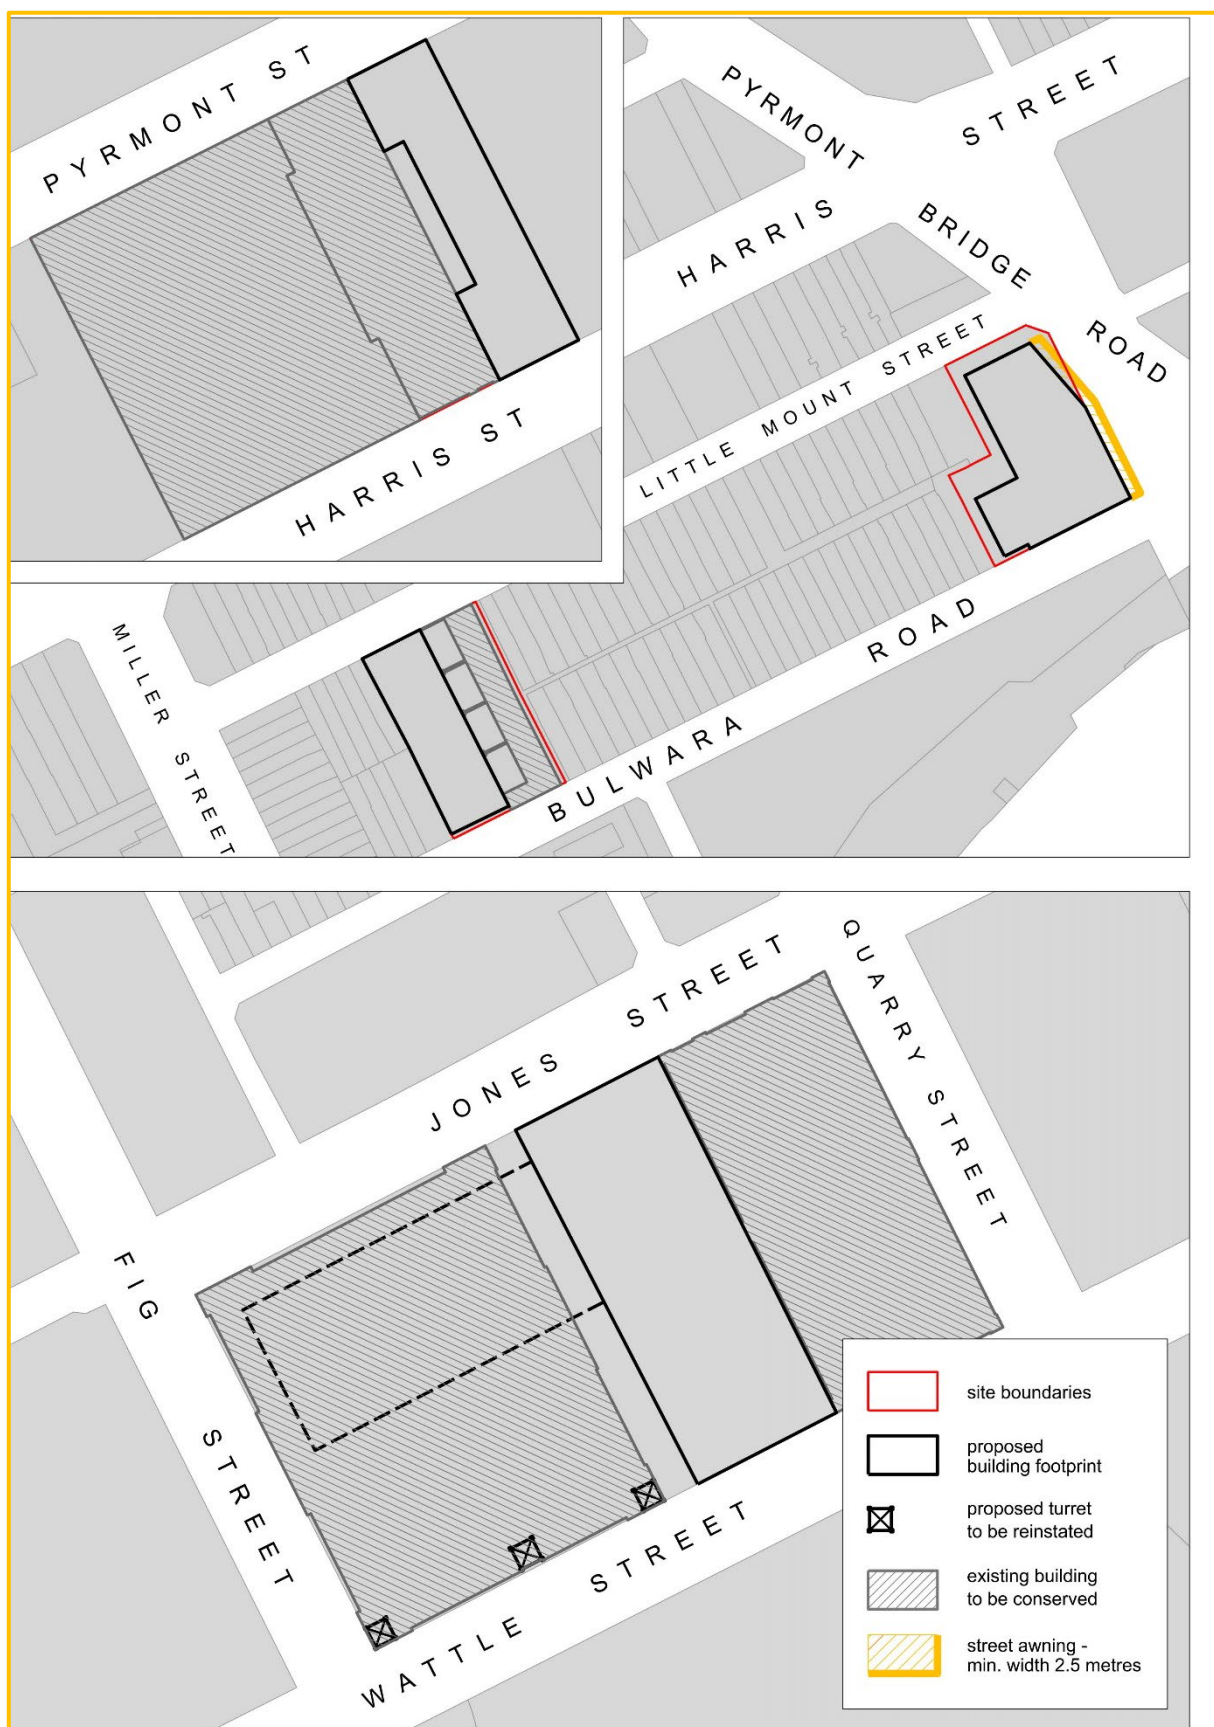 PYRMONT ST
HARRIS ST
PYRMONT
BRIDGE
ROAD
HARRIS STREET
LITTLE MOUNT STREET
MILLER STREET
BULWARA ROAD
JONES STREET
QUARRY STREET
FIG STREET
WATTLE STREET
site boundaries
proposed
building footprint
proposed turret
to be reinstated
existing building
to be conserved
street awning -
min. width 2.5 metres